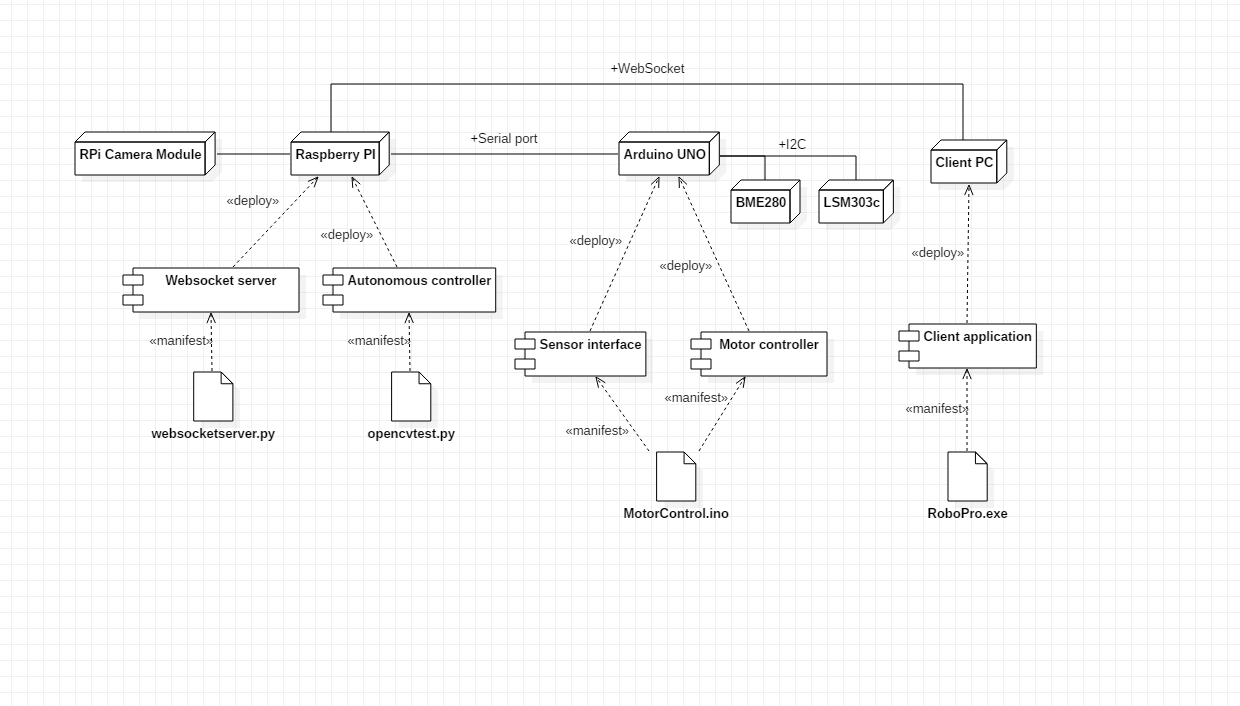 +WebSocket
+Serial port
+I2C
RPi Camera Module
Raspberry PI
Arduino UNO
Client PC
BME280
LSM303c
«deploy»
«deploy»
«deploy»
«deploy»
«deploy»
Websocket server
Autonomous controller
Sensor interface
Motor controller
Client application
«manifest»
«manifest»
«manifest»
«manifest»
«manifest»
websocketserver.py
opencvtest.py
MotorControl.ino
RoboPro.exe